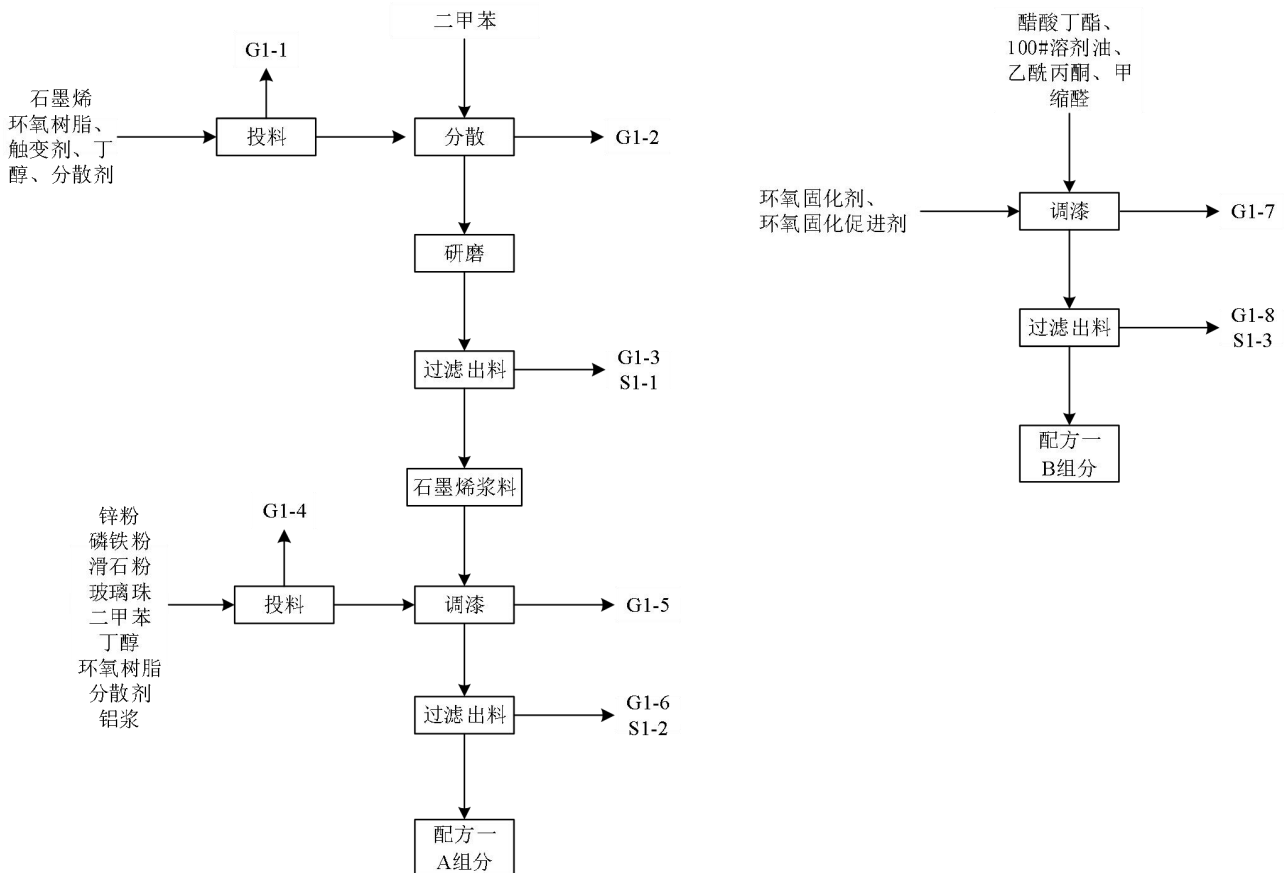 二甲苯
G1-1
石墨烯
环氧树脂、
触变剂、丁
醇、分散剂
投料
分散
G1-2
研磨
过滤出料
G1-3
S1-1
石墨烯浆料
锌粉
磷铁粉
滑石粉
玻璃珠
二甲苯
丁醇
环氧树脂
分散剂
铝浆
G1-4
投料
调漆
G1-5
过滤出料
G1-6
S1-2
配方一
A组分
醋酸丁酯、
100#溶剂油、
乙酰丙酮、甲
缩醛
环氧固化剂、
环氧固化促进剂
调漆
G1-7
过滤出料
G1-8
S1-3
配方一
B组分